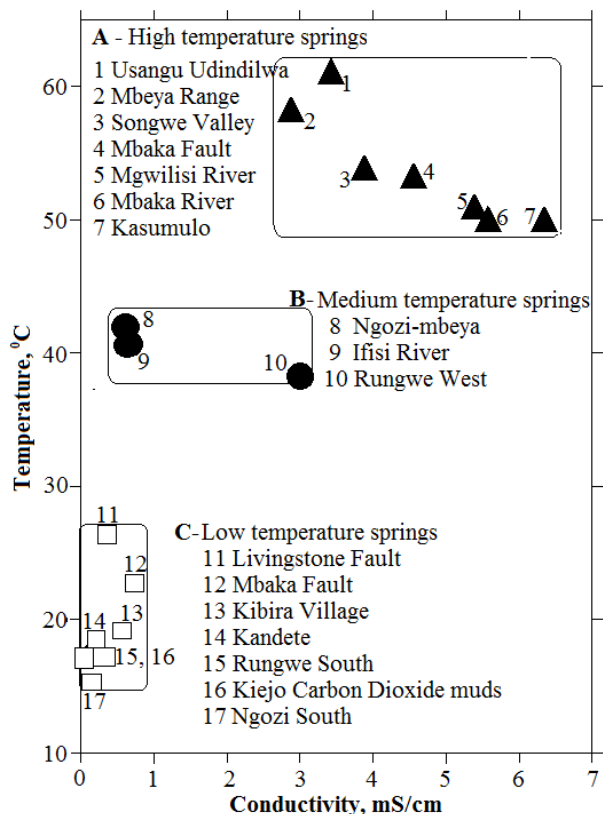 A - High temperature springs
1 Usangu Udindilwa
2 Mbeya Range
3 Songwe Valley
4 Mbaka Fault
5 Mgwilisi River
6 Mbaka River
7 Kasumulo
1
2
3
4
5
6
7
B- Medium temperature springs
8 Ngozi-mbeya
9 Ifisi River
10 Rungwe West
8
9
10
C-Low temperature springs
11 Livingstone Fault
12 Mbaka Fault
13 Kibira Village
14 Kandete
15 Rungwe South
16 Kiejo Carbon Dioxide muds
17 Ngozi South
11
12
13
14
15, 16
17
60
50
40
30
20
10
Temperature, ⁰C
0 1 2 3 4 5 6 7
Conductivity, mS/cm